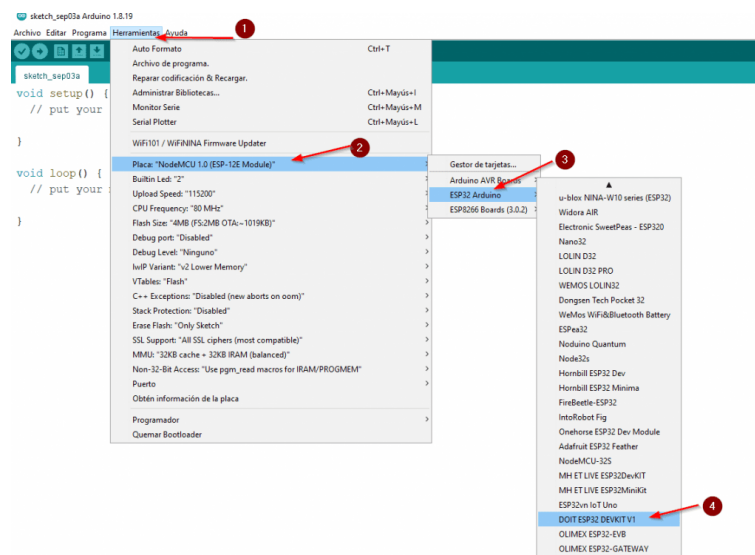 sketch_sep03a Arduino 1.8.19
Archivo Editar Programa Herramientas Ayuda
1
sketch_sep03a
void setup() {
// put your
}
void loop() {
// put your
}
Auto Formato Ctrl+T
Archivo de programa.
Reparar codificación & Recargar.
Administrar Bibliotecas... Ctrl+Mayús+I
Monitor Serie Ctrl+Mayús+M
Serial Plotter Ctrl+Mayús+L
WiFi101 / WiFiNINA Firmware Updater
2
Placa: "NodeMCU 1.0 (ESP-12E Module)"
Builtin Led: "2"
Upload Speed: "115200"
CPU Frequency: "80 MHz"
Flash Size: "4MB (FS:2MB OTA:~1019KB)"
Debug port: "Disabled"
Debug Level: "Ninguno"
lwIP Variant: "v2 Lower Memory"
VTables: "Flash"
C++ Exceptions: "Disabled (new aborts on oom)"
Stack Protection: "Disabled"
Erase Flash: "Only Sketch"
SSL Support: "All SSL ciphers (most compatible)"
MMU: "32KB cache + 32KB IRAM (balanced)"
Non-32-Bit Access: "Use pgm_read macros for IRAM/PROGMEM"
Puerto
Obtén información de la placa
Programador
Quemar Bootloader
3
Gestor de tarjetas...
Arduino AVR Boards
ESP32 Arduino
ESP8266 Boards (3.0.2)
u-blox NINA-W10 series (ESP32)
Widora AIR
Electronic SweetPeas - ESP320
Nano32
LOLIN D32
LOLIN D32 PRO
WEMOS LOLIN32
Dongsen Tech Pocket 32
WeMos WiFi&Bluetooth Battery
ESPea32
Noduino Quantum
Node32s
Hornbill ESP32 Dev
Hornbill ESP32 Minima
FireBeetle-ESP32
IntoRobot Fig
Onehorse ESP32 Dev Module
Adafruit ESP32 Feather
NodeMCU-32S
MH ET LIVE ESP32DevKIT
MH ET LIVE ESP32MiniKit
ESP32vn IoT Uno
4
DOIT ESP32 DEVKIT V1
OLIMEX ESP32-EVB
OLIMEX ESP32-GATEWAY